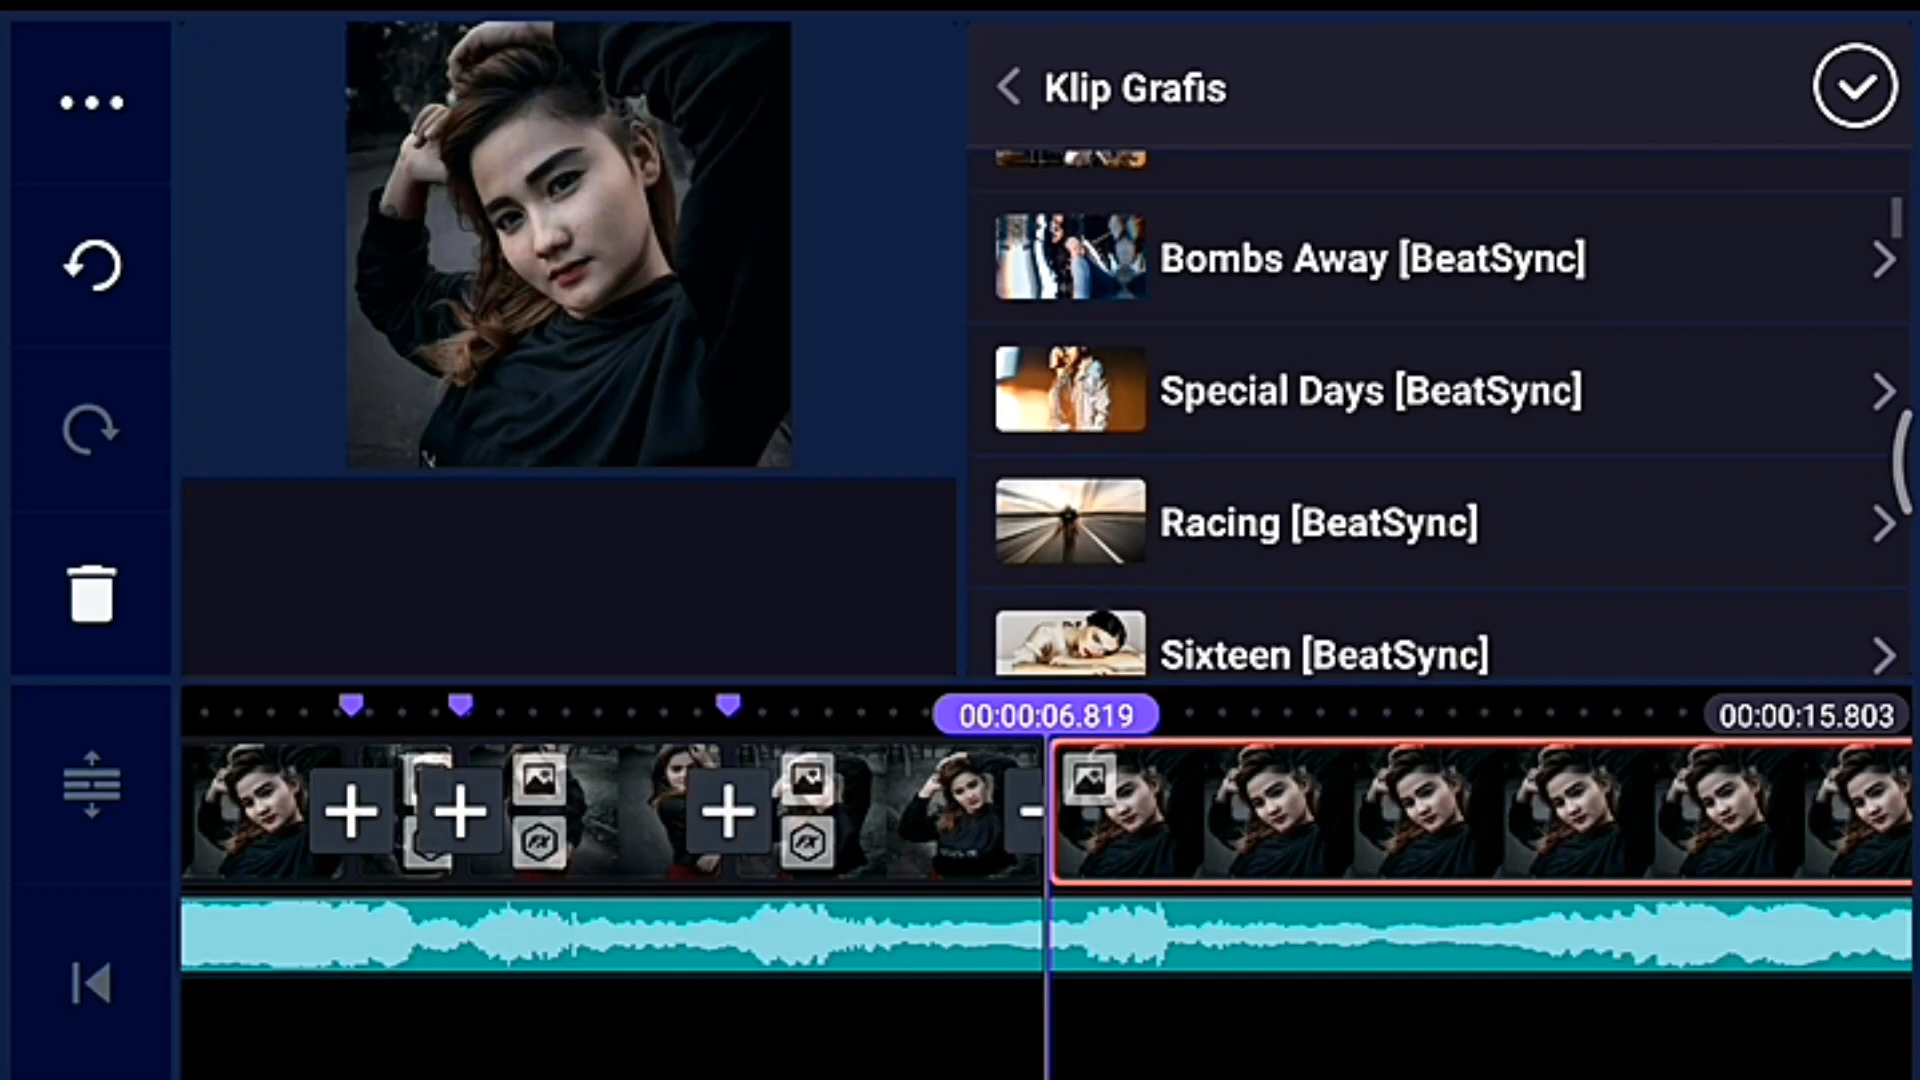 Klip Grafis
Bombs Away [BeatSync]
Special Days [BeatSync]
Racing [BeatSync]
Sixteen [BeatSync]
00:00:06.819
00:00:15.803